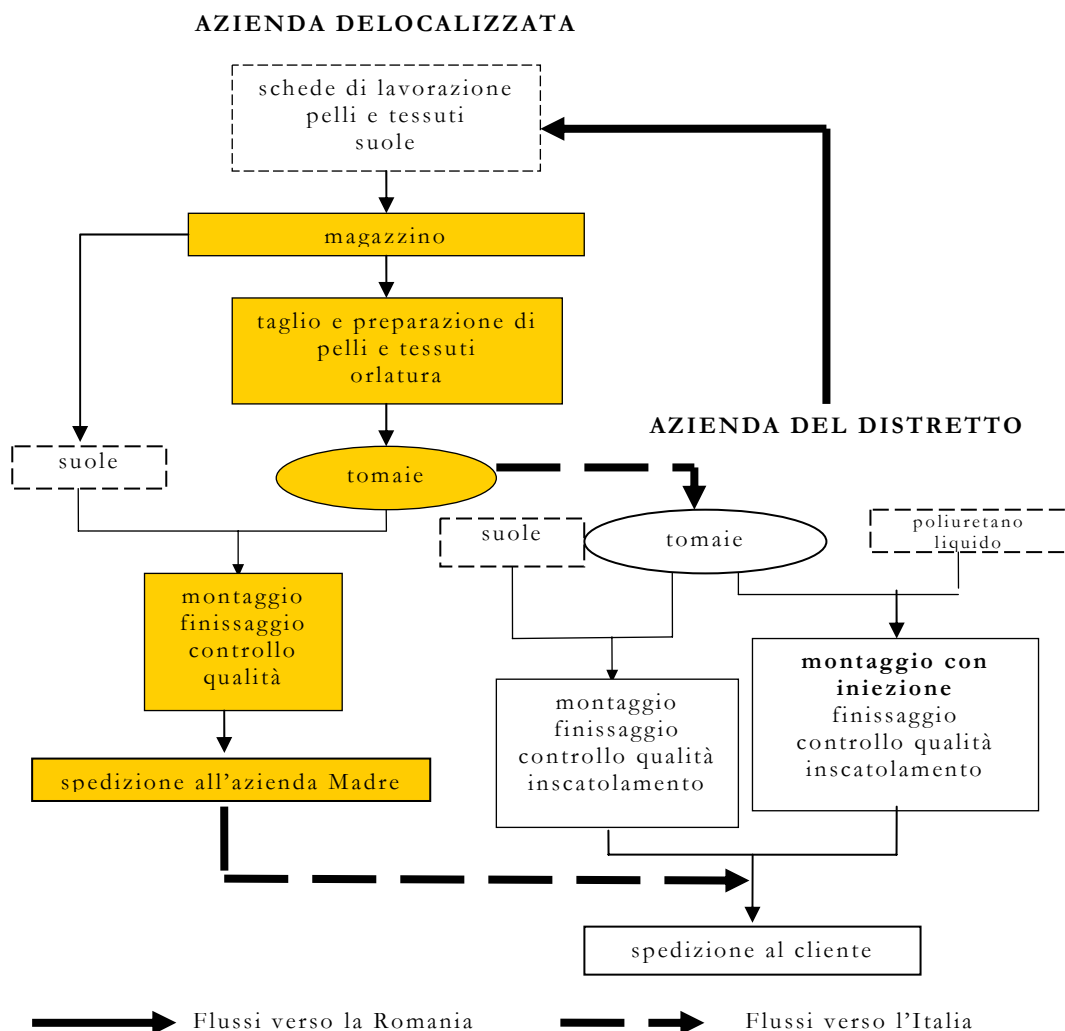 AZIENDA DELOCALIZZATA
schede di lavorazione
pelli e tessuti
suole
magazzino
taglio e preparazione di
pelli e tessuti
orlatura
AZIENDA DEL DISTRETTO
suole
tomaie
suole
tomaie
poliuretano
liquido
montaggio
finissaggio
controllo
qualità
montaggio con
iniezione
finissaggio
controllo qualità
inscatolamento
montaggio
finissaggio
controllo qualità
inscatolamento
spedizione all'azienda Madre
spedizione al cliente
Flussi verso la Romania
Flussi verso l'Italia